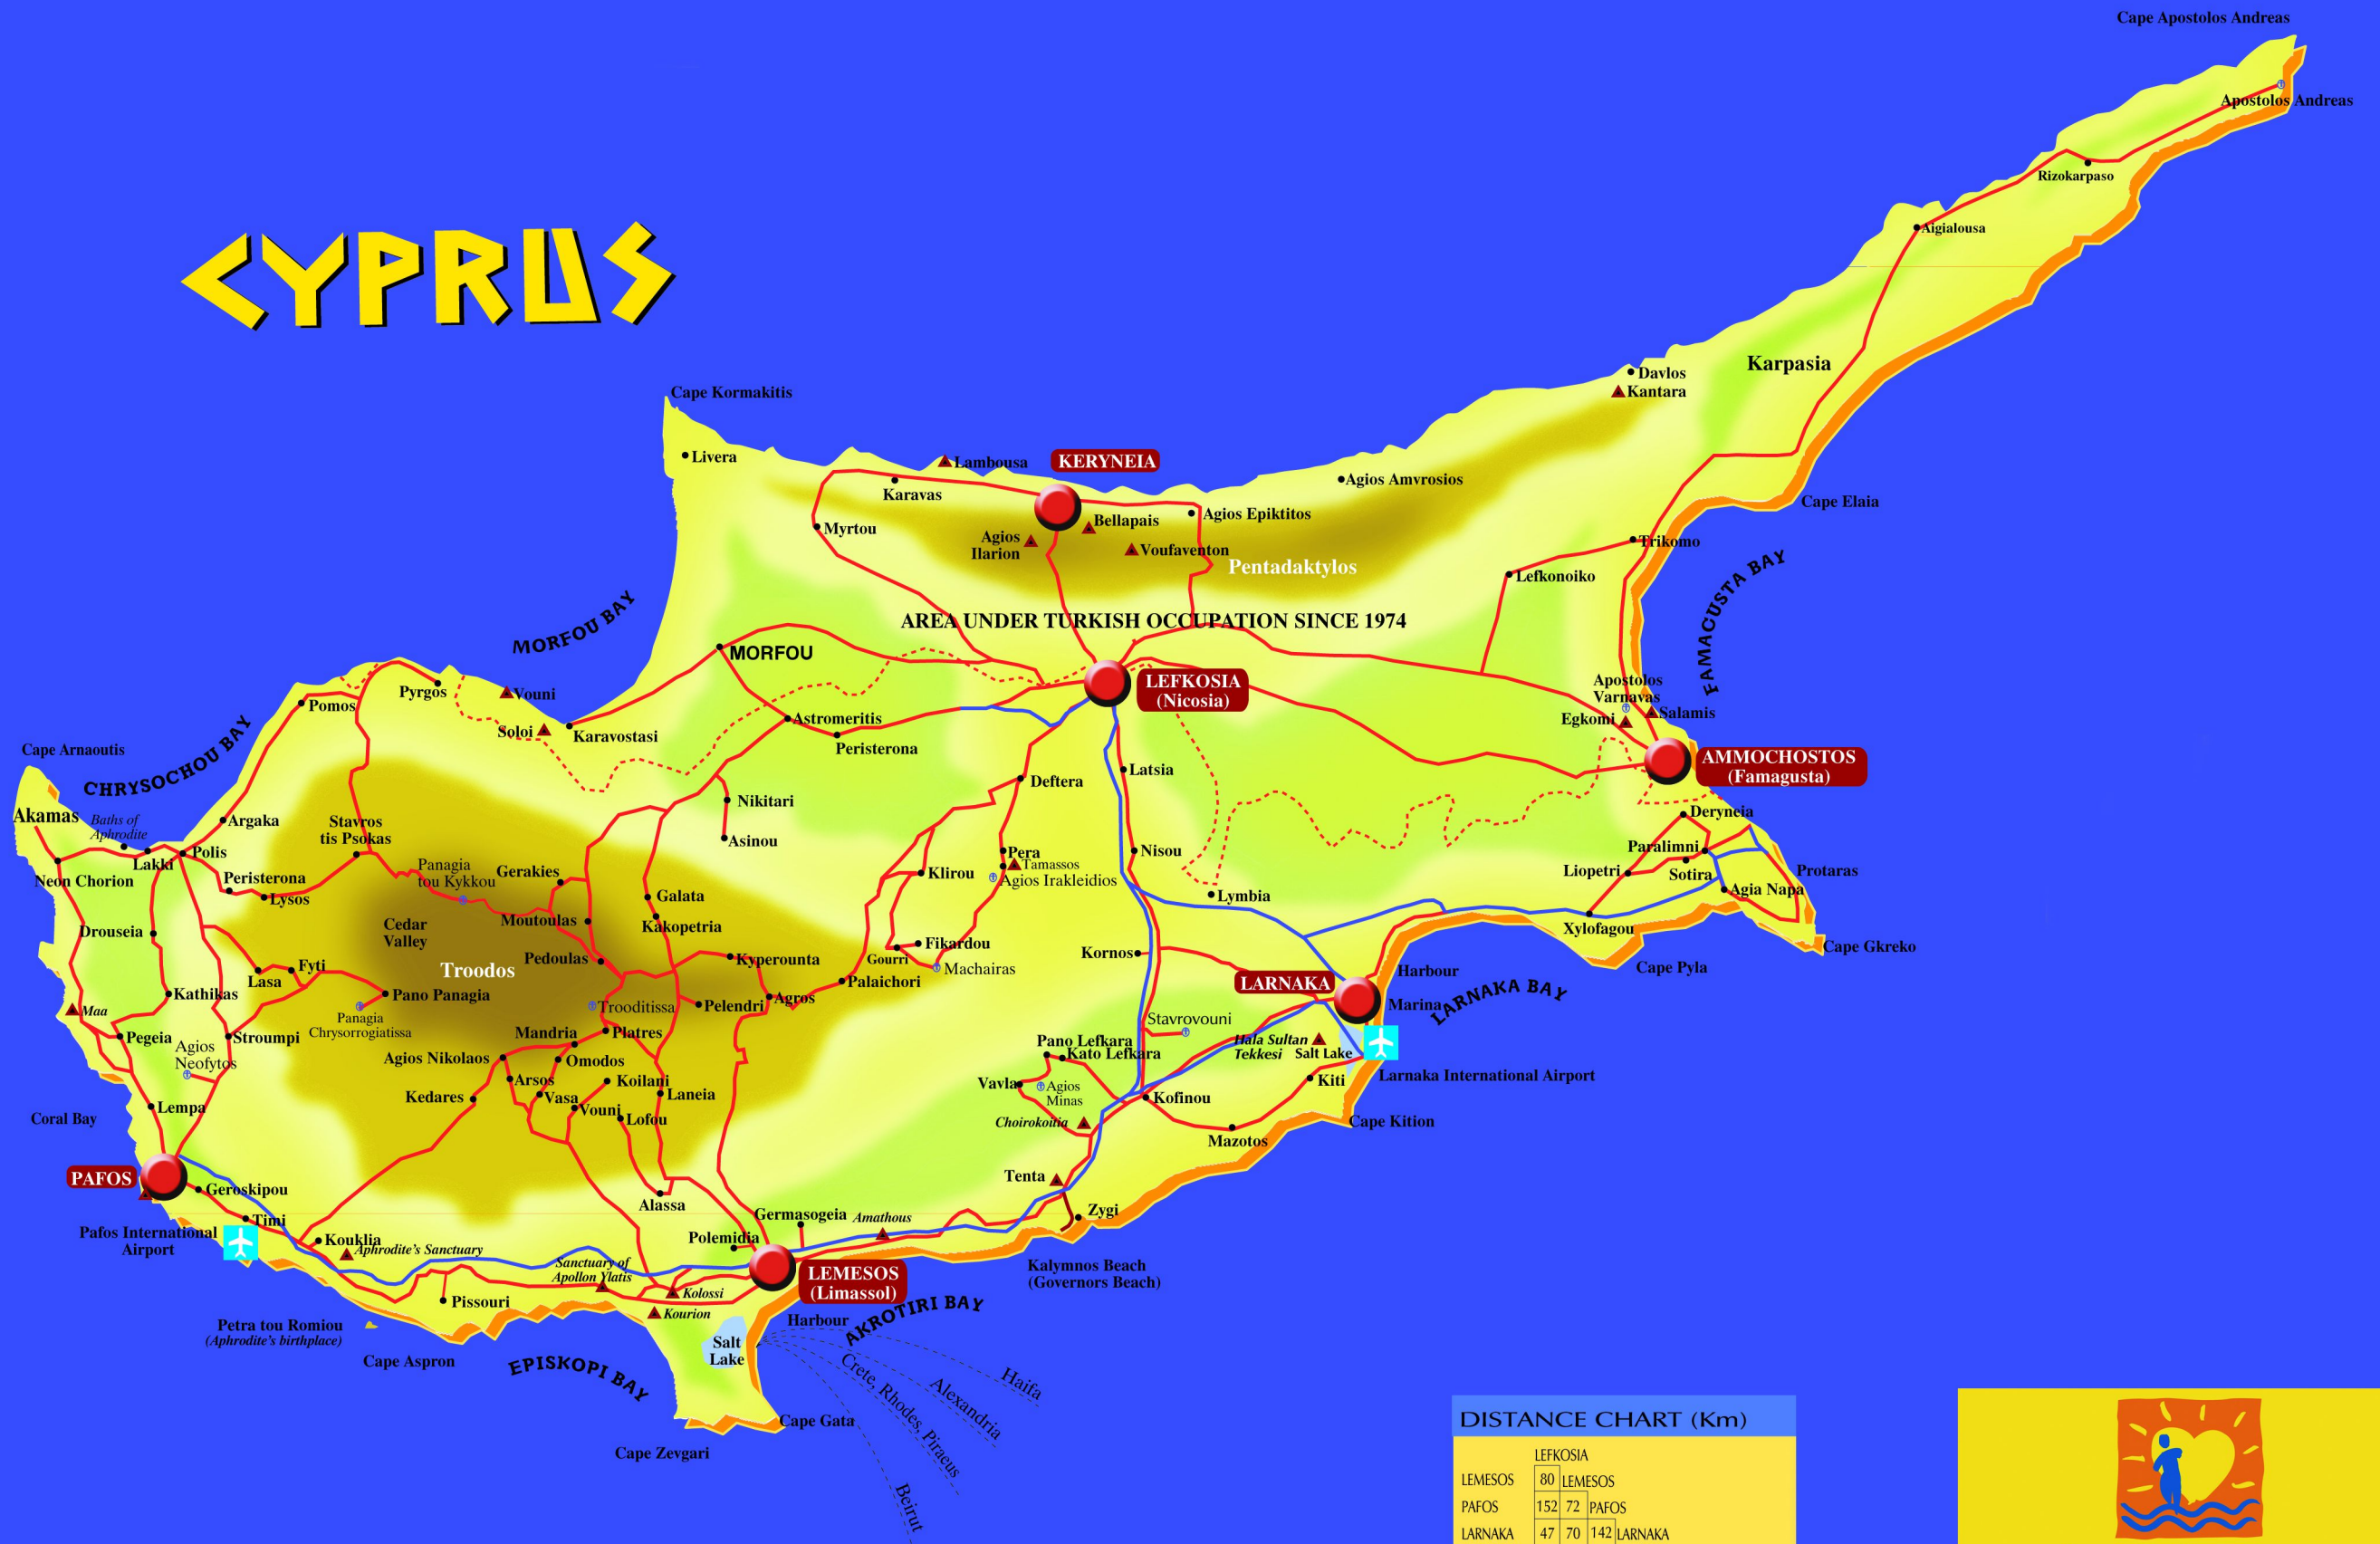 Cape Apostolos Andreas
Apostolos Andreas
Rizokarpaso
Aigialousa
CYPRUS
Karpasia
Davlos
Kantara
Cape Kormakitis
Livera
Lambousa
KERYNEIA
Karavas
Agios Amvrosios
Cape Elaia
Myrtou
Bellapais
Agios Epiktitos
Agios
Ilarion
Voufaventon
Pentadaktylos
Trikomo
Lefkonoiko
FAMACUSTA BAY
MORFOU BAY
AREA UNDER TURKISH OCCUPATION SINCE 1974
MORFOU
LEFKOSIA
(Nicosia)
Apostolos
Varnavas
Salamis
Egkomi
Pyrgos
Vouni
Pomos
Soloi
Karavostasi
Astromeritis
Peristerona
AMMOCHOSTOS
(Famagusta)
Cape Arnaoutis
CHRYSOCHOU BAY
Latsia
Deftera
Nikitari
Asinou
Akamas
Baths of
Aphrodite
Argaka
Stavros
tis Psokas
Deryneia
Paralimni
Lakki
Polis
Pera
Tamassos
Agios Irakleidios
Nisou
Liopetri
Sotira
Protaras
Neon Chorion
Peristerona
Lysos
Panagia
tou Kykkou
Gerakies
Galata
Klirou
Lymbia
Agia Napa
Drouseia
Cedar
Valley
Moutoulas
Kakopetria
Xylofagou
Fikardou
Gourri
Machairas
Kornos
Cape Gkreko
Lasa
Fyti
Troodos
Pedoulas
Kyperounta
Cape Pyla
Kathikas
Pano Panagia
Palaichori
LARNAKA
Harbour
Marina
LARNAKA BAY
Maa
Panagia
Chrysorrogiatissa
Trooditissa
Pelendri
Agros
Stavrovouni
Pegeia
Stroumpi
Mandria
Platres
Agios
Neofytos
Agios Nikolaos
Omodos
Pano Lefkara
Kato Lefkara
Hala Sultan
Tekkesi
Salt Lake
Arsos
Koilani
Vavla
Agios
Minas
Kiti
Larnaka International Airport
Kedares
Vasa
Laneia
Kofinou
Lempa
Vouni
Lofou
Choirokoitia
Coral Bay
Mazotos
Cape Kition
PAFOS
Geroskipou
Tenta
Alassa
Timi
Germasogeia
Amathous
Zygi
Pafos International
Airport
Kouklia
Aphrodite's Sanctuary
Polemidia
Sanctuary of
Apollon Ylatis
LEMESOS
(Limassol)
Kalymnos Beach
(Governors Beach)
Pissouri
Kolossi
Kourion
Harbour
AKROTIRI BAY
Petra tou Romiou
(Aphrodite's birthplace)
Salt
Lake
Cape Aspron
EPISKOPI BAY
Haifa
Alexandria
Crete, Rhodes, Piraeus
Beirut
Cape Gata
Cape Zevgari
DISTANCE CHART (Km)
LEFKOSIA
LEMESOS 80 LEMESOS
PAFOS 152 72 PAFOS
LARNAKA 47 70 142 LARNAKA